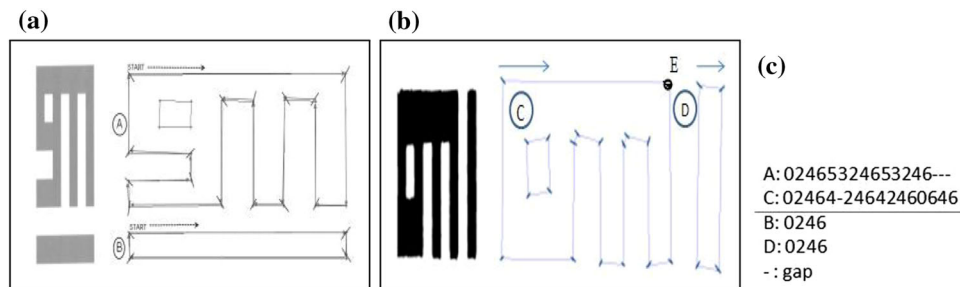 (a)
(b)
START
A
START
B
C
E
D
(c)
A: 02465324653246---
C: 02464-24642460646
B: 0246
D: 0246
- : gap